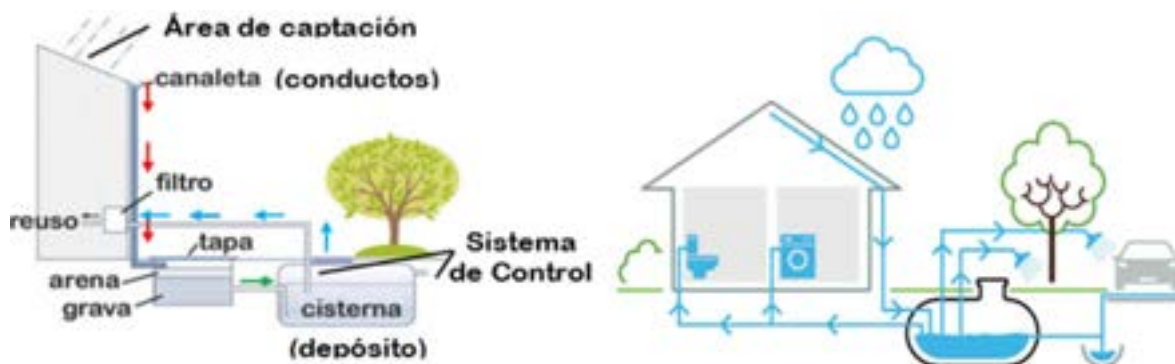 Área de captación
canaleta (conductos)
filtro
reuso
tapa
Sistema
de Control
arena
grava
cisterna
(depósito)